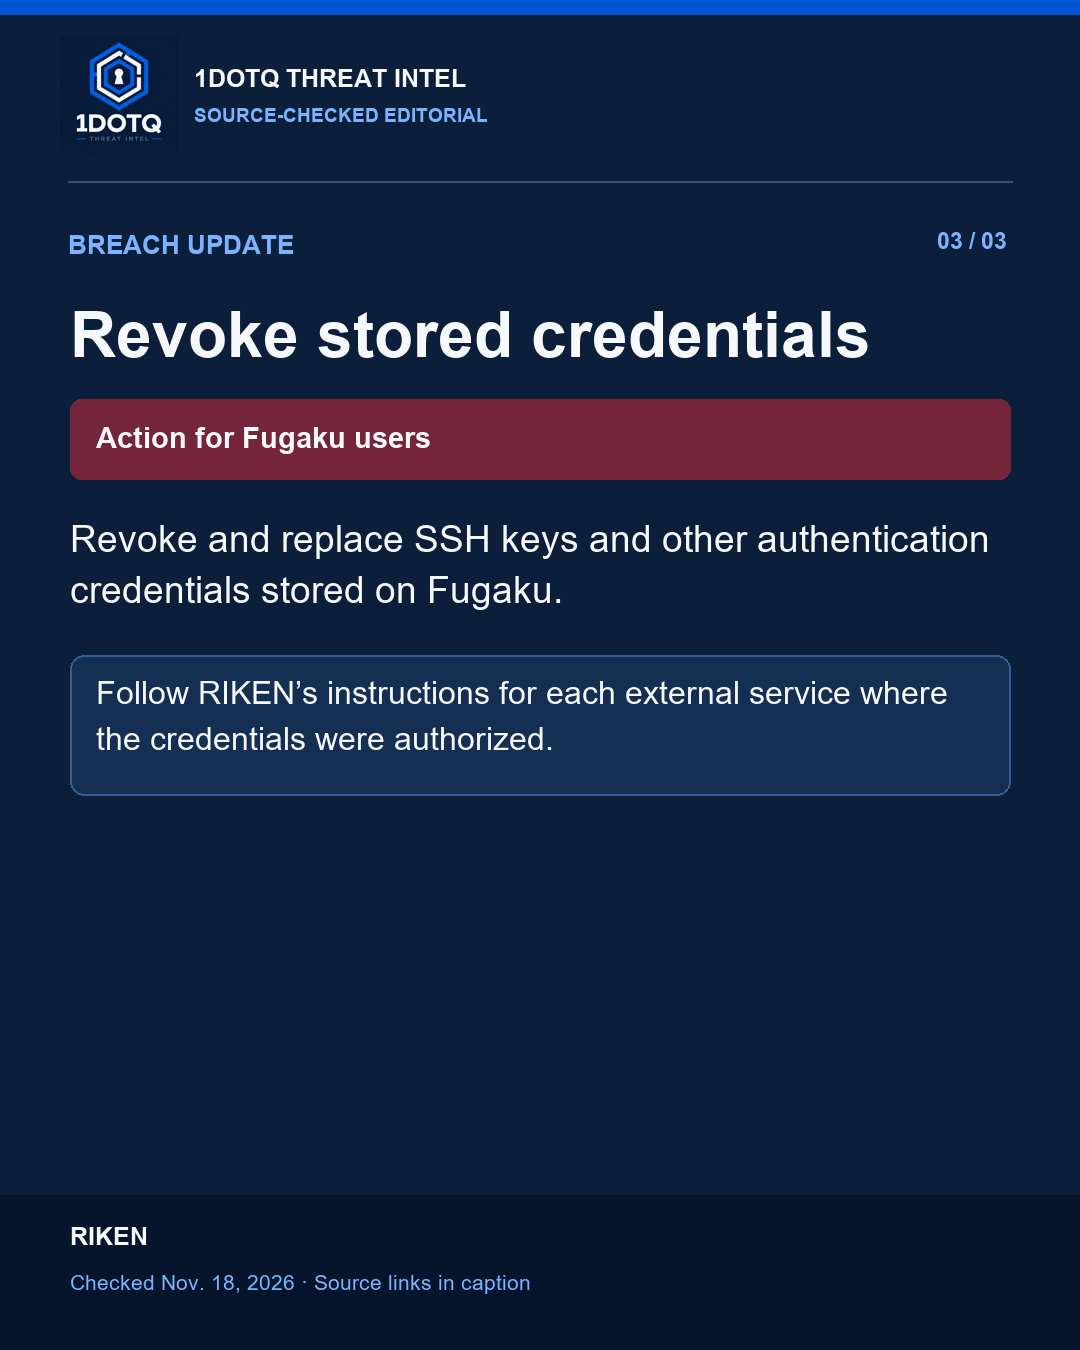 1DOTQ
THREAT INTEL
1DOTQ THREAT INTEL
SOURCE-CHECKED EDITORIAL
BREACH UPDATE
03 / 03
Revoke stored credentials
Action for Fugaku users
Revoke and replace SSH keys and other authentication
credentials stored on Fugaku.
Follow RIKEN’s instructions for each external service where
the credentials were authorized.
RIKEN
Checked Nov. 18, 2026 · Source links in caption